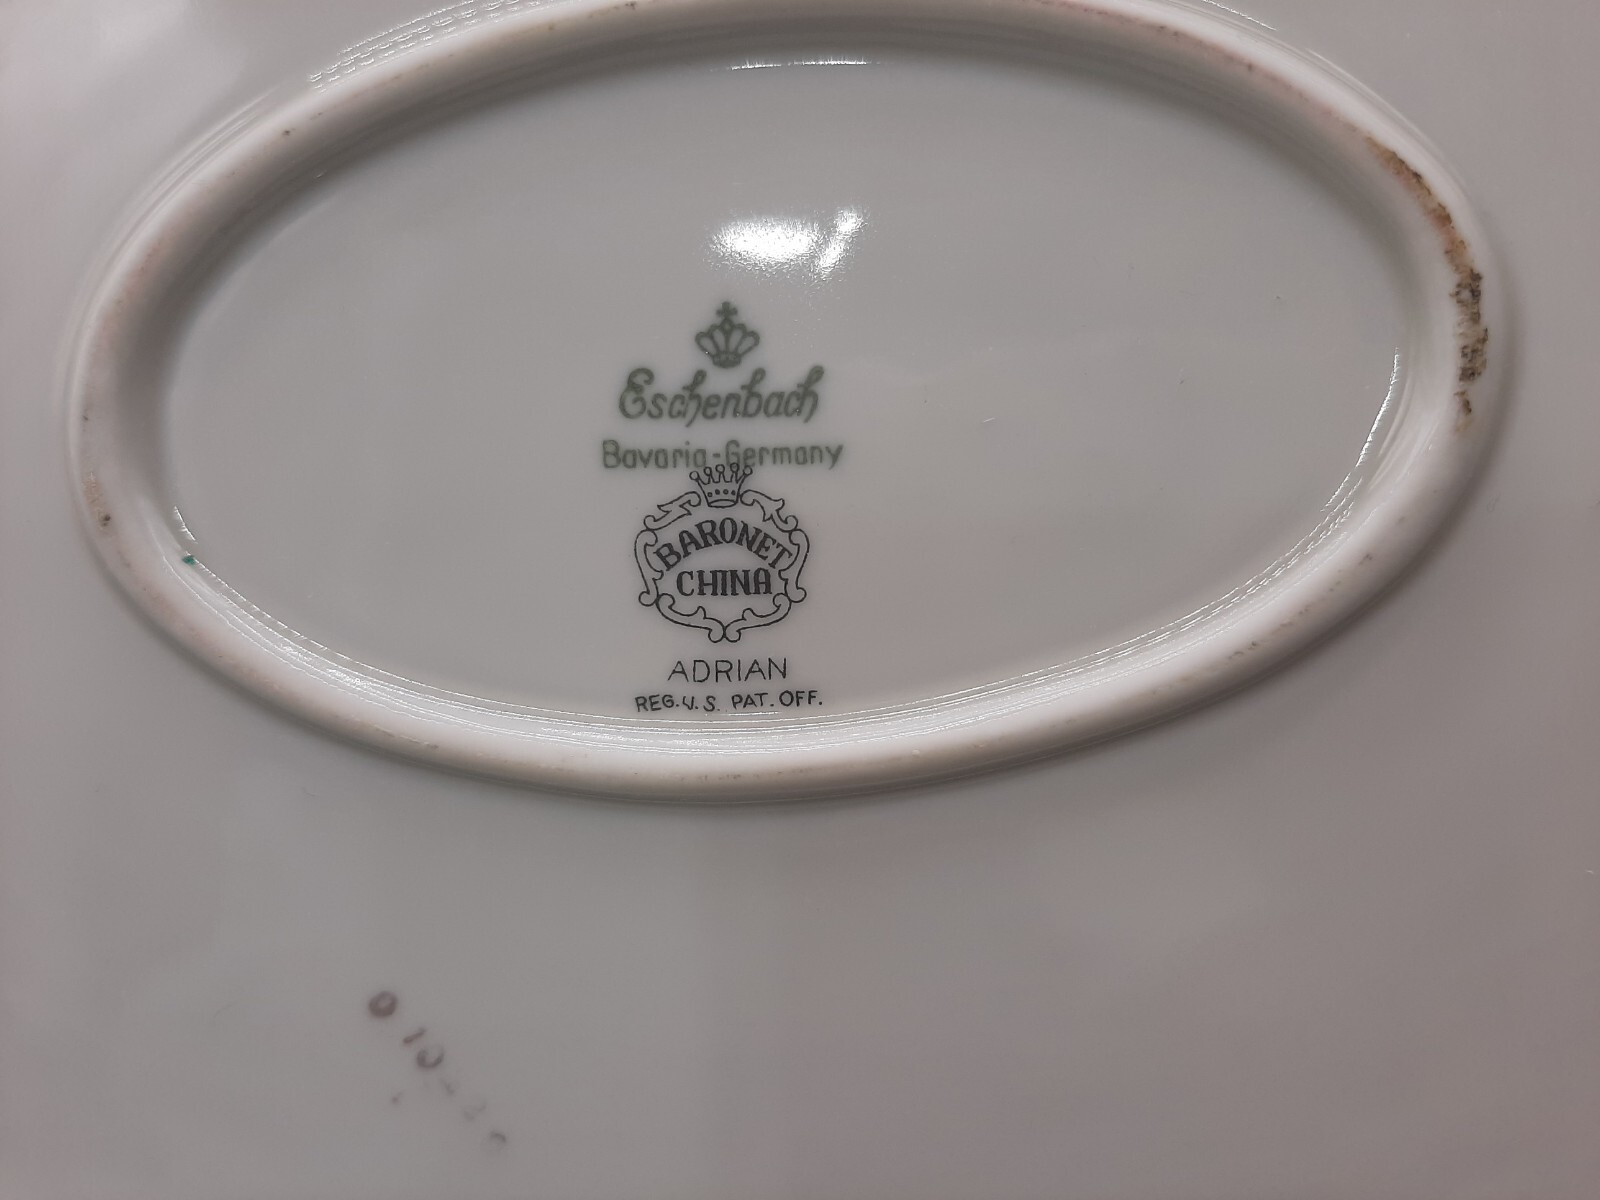 Eschenbach
Bavaria-Germany
BARONET
CHINA
ADRIAN
REG. U.S. PAT. OFF.